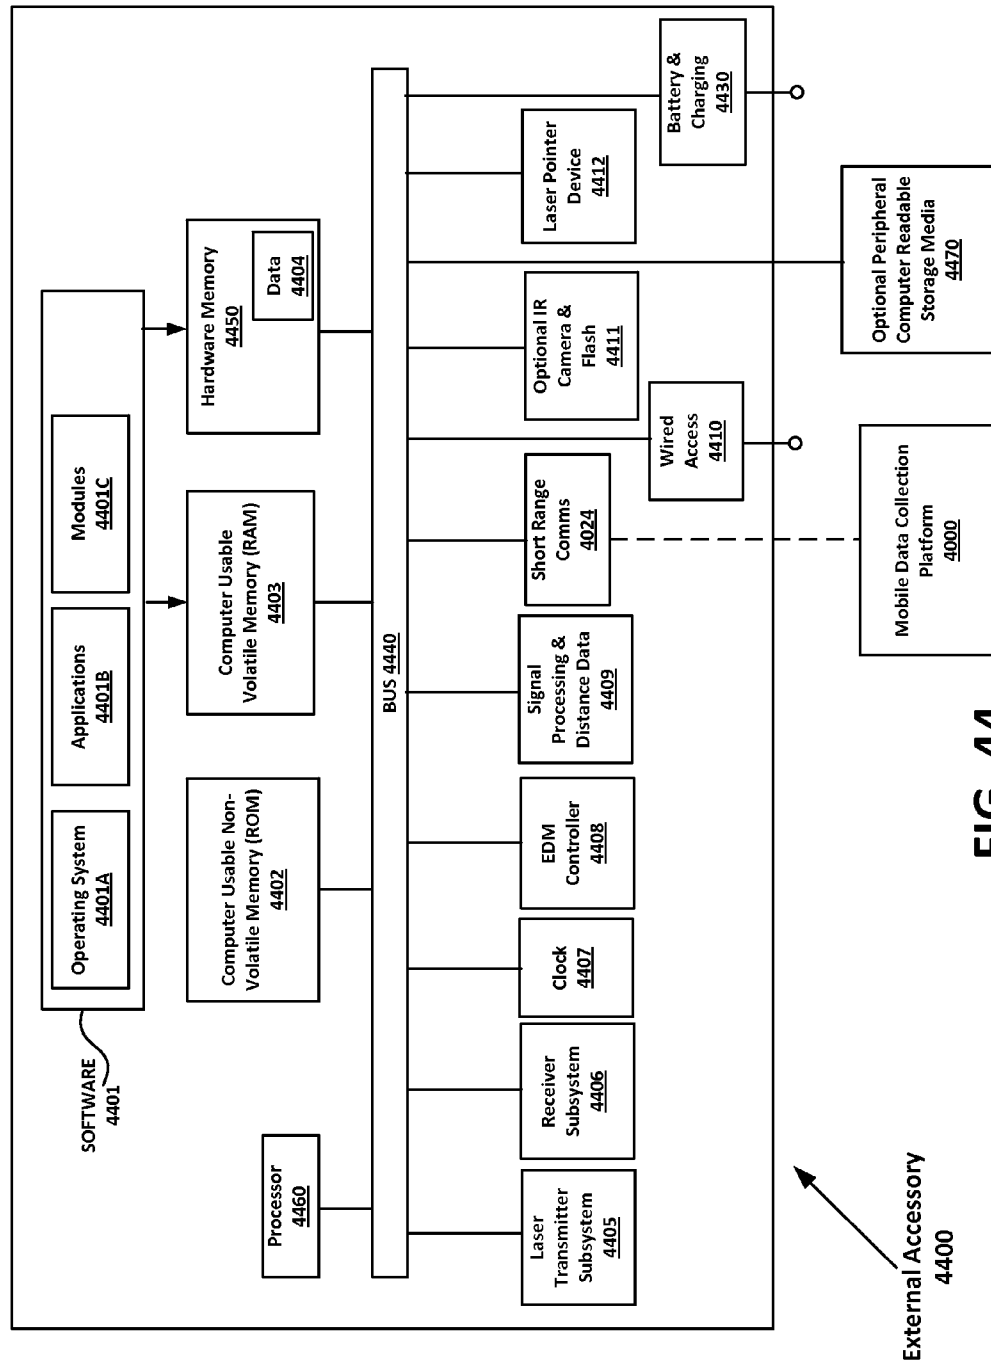 SOFTWARE
4401
Operating System
4401A
Applications
4401B
Modules
4401C
Processor
4460
Computer Usable Non-
Volatile Memory (ROM)
4402
Computer Usable
Volatile Memory (RAM)
4403
Hardware Memory
4450
Data
4404
BUS 4440
Laser
Transmitter
Subsystem
4405
Receiver
Subsystem
4406
Clock
4407
EDM
Controller
4408
Signal
Processing &
Distance Data
4409
Short Range
Comms
4024
Wired
Access
4410
Optional IR
Camera &
Flash
4411
Laser Pointer
Device
4412
Battery &
Charging
4430
External Accessory
4400
Mobile Data Collection
Platform
4000
Optional Peripheral
Computer Readable
Storage Media
4470
FIG. 44